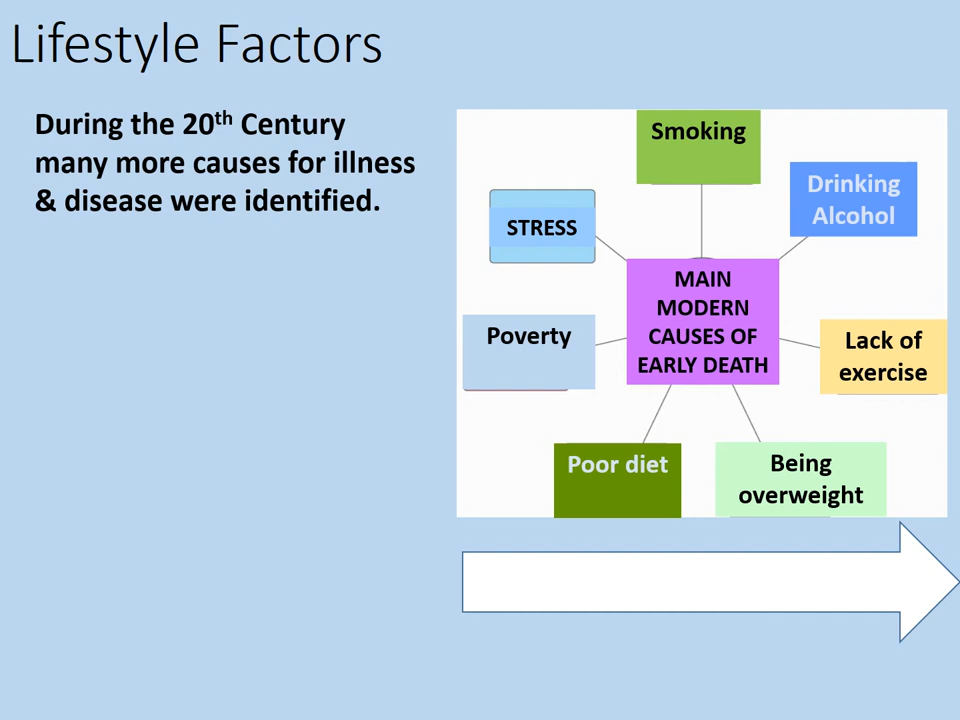 Lifestyle Factors
During the 20th Century
many more causes for illness
& disease were identified.
Smoking
Drinking
Alcohol
STRESS
MAIN
MODERN
CAUSES OF
EARLY DEATH
Poverty
Lack of
exercise
Poor diet
Being
overweight